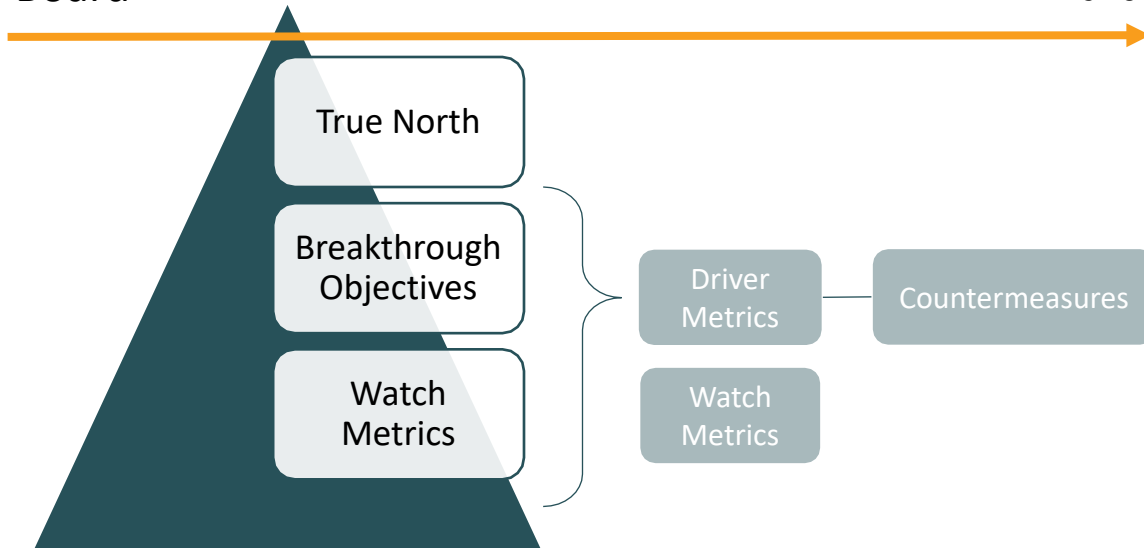 True North
Breakthrough
Objectives
Driver
Metrics
Countermeasures
Watch
Metrics
Watch
Metrics